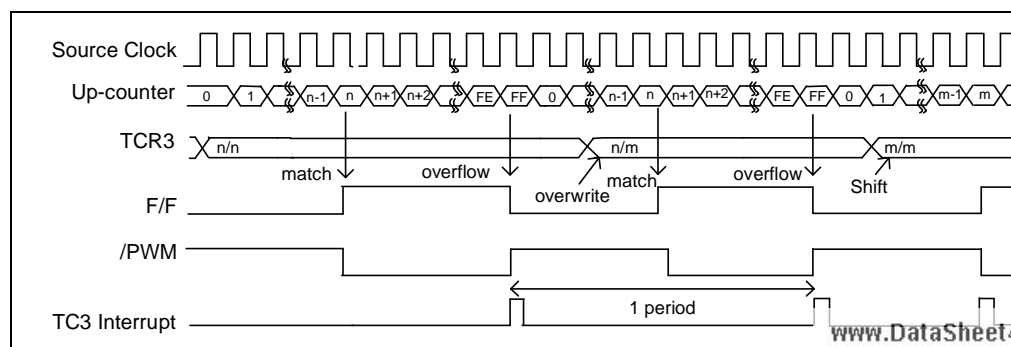 Source Clock
Up-counter 0 1 n-1 n n+1 n+2 FE FF 0 n-1 n n+1 n+2 FE FF 0 1 m-1 m
TCR3 n/n n/m m/m
match overflow overwrite match overflow Shift
F/F
/PWM
1 period
TC3 Interrupt
www.DataSheet4